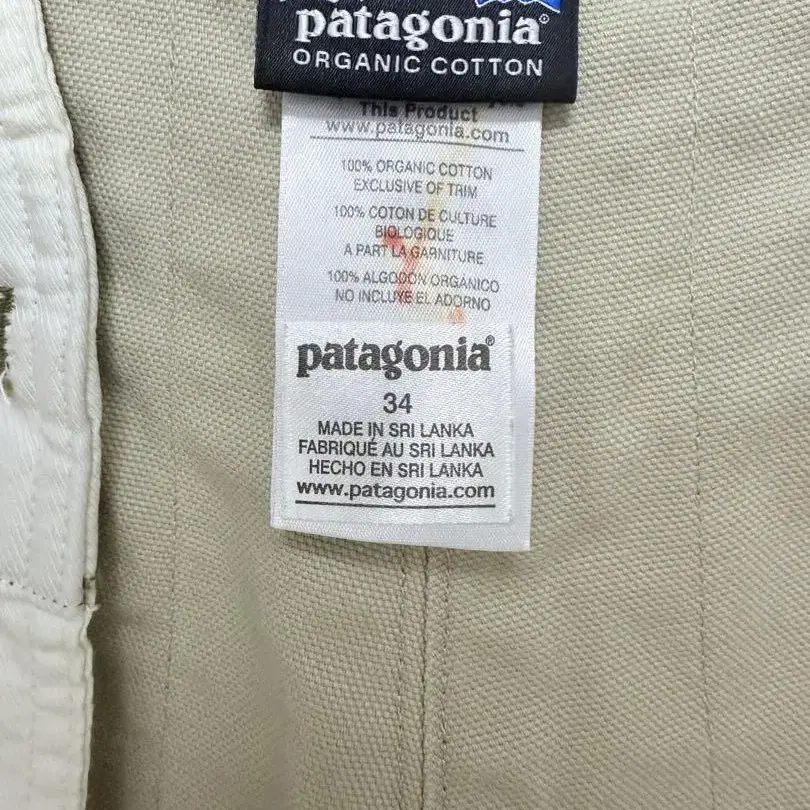 patagonia®
ORGANIC COTTON
This Product
www.patagonia.com
100% ORGANIC COTTON
EXCLUSIVE OF TRIM
100% COTON DE CULTURE
BIOLOGIQUE
A PART LA GARNITURE
100% ALGODON ORGANICO
NO INCLUYE EL ADORNO
patagonia®
34
MADE IN SRI LANKA
FABRIQUÉ AU SRI LANKA
HECHO EN SRI LANKA
www.patagonia.com